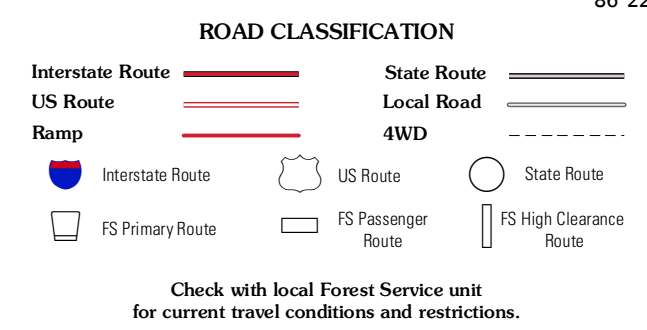 86 22
ROAD CLASSIFICATION
Interstate Route
State Route
US Route
Local Road
Ramp
4WD
Interstate Route
US Route
State Route
FS Primary Route
FS Passenger
Route
FS High Clearance
Route
Check with local Forest Service unit
for current travel conditions and restrictions.